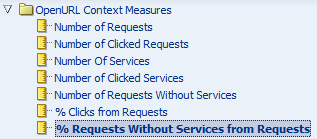 OpenURL Context Measures
Number of Requests
Number of Clicked Requests
Number Of Services
Number of Clicked Services
Number of Requests Without Services
% Clicks from Requests
% Requests Without Services from Requests